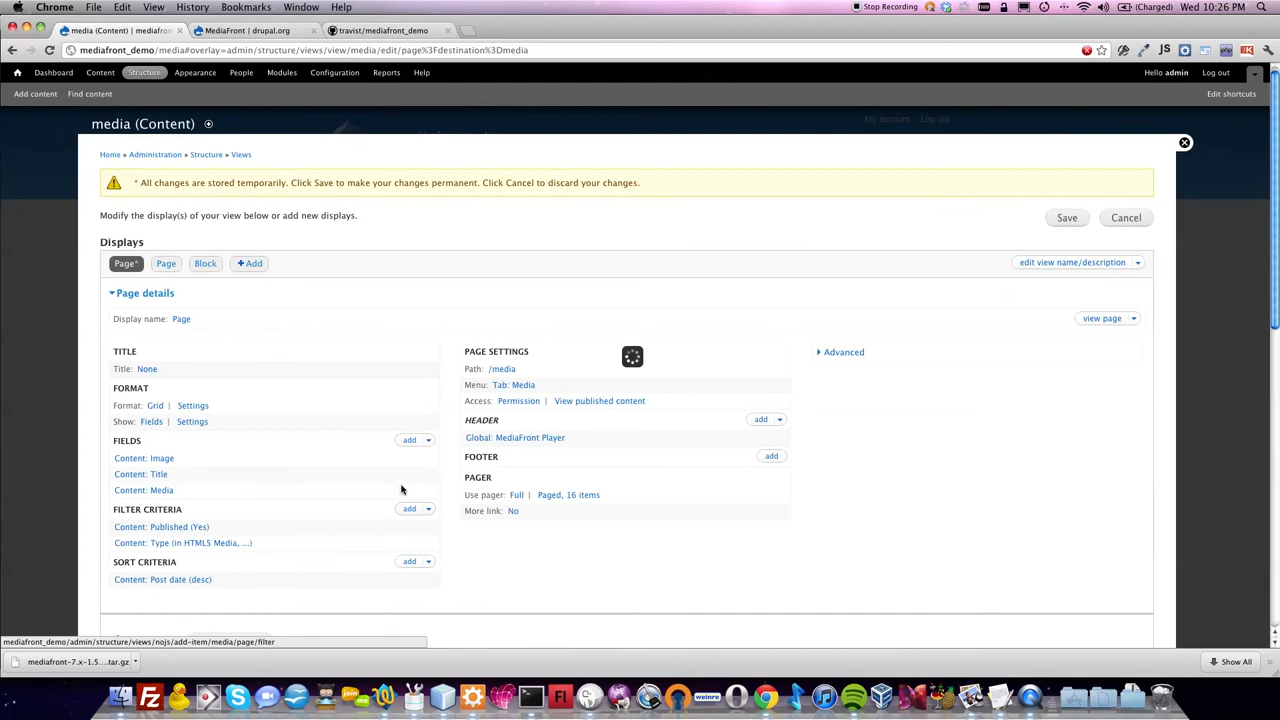 Chrome File Edit View History Bookmarks Window Help Stop Recording (Charged) Wed 10:26 PM
media (Content) | mediafron × MediaFront | drupal.org × travist/mediafront_demo ×
mediafront_demo/media#overlay=admin/structure/views/view/media/edit/page%3Fdestination%3Dmedia
Dashboard Content Structure Appearance People Modules Configuration Reports Help Hello admin Log out
Add content Find content Edit shortcuts
My account Log out
media (Content)
Home » Administration » Structure » Views
* All changes are stored temporarily. Click Save to make your changes permanent. Click Cancel to discard your changes.
Modify the display(s) of your view below or add new displays. Save Cancel
Displays
Page* Page Block + Add edit view name/description
Page details
Display name: Page view page
TITLE
Title: None
FORMAT
Format: Grid | Settings
Show: Fields | Settings
FIELDS add
Content: Image
Content: Title
Content: Media
FILTER CRITERIA add
Content: Published (Yes)
Content: Type (in HTML5 Media, ...)
SORT CRITERIA add
Content: Post date (desc)
PAGE SETTINGS
Path: /media
Menu: Tab: Media
Access: Permission | View published content
HEADER add
Global: MediaFront Player
FOOTER add
PAGER
Use pager: Full | Paged, 16 items
More link: No
Advanced
mediafront_demo/admin/structure/views/nojs/add-item/media/page/filter
mediafront-7.x-1.5....tar.gz Show All